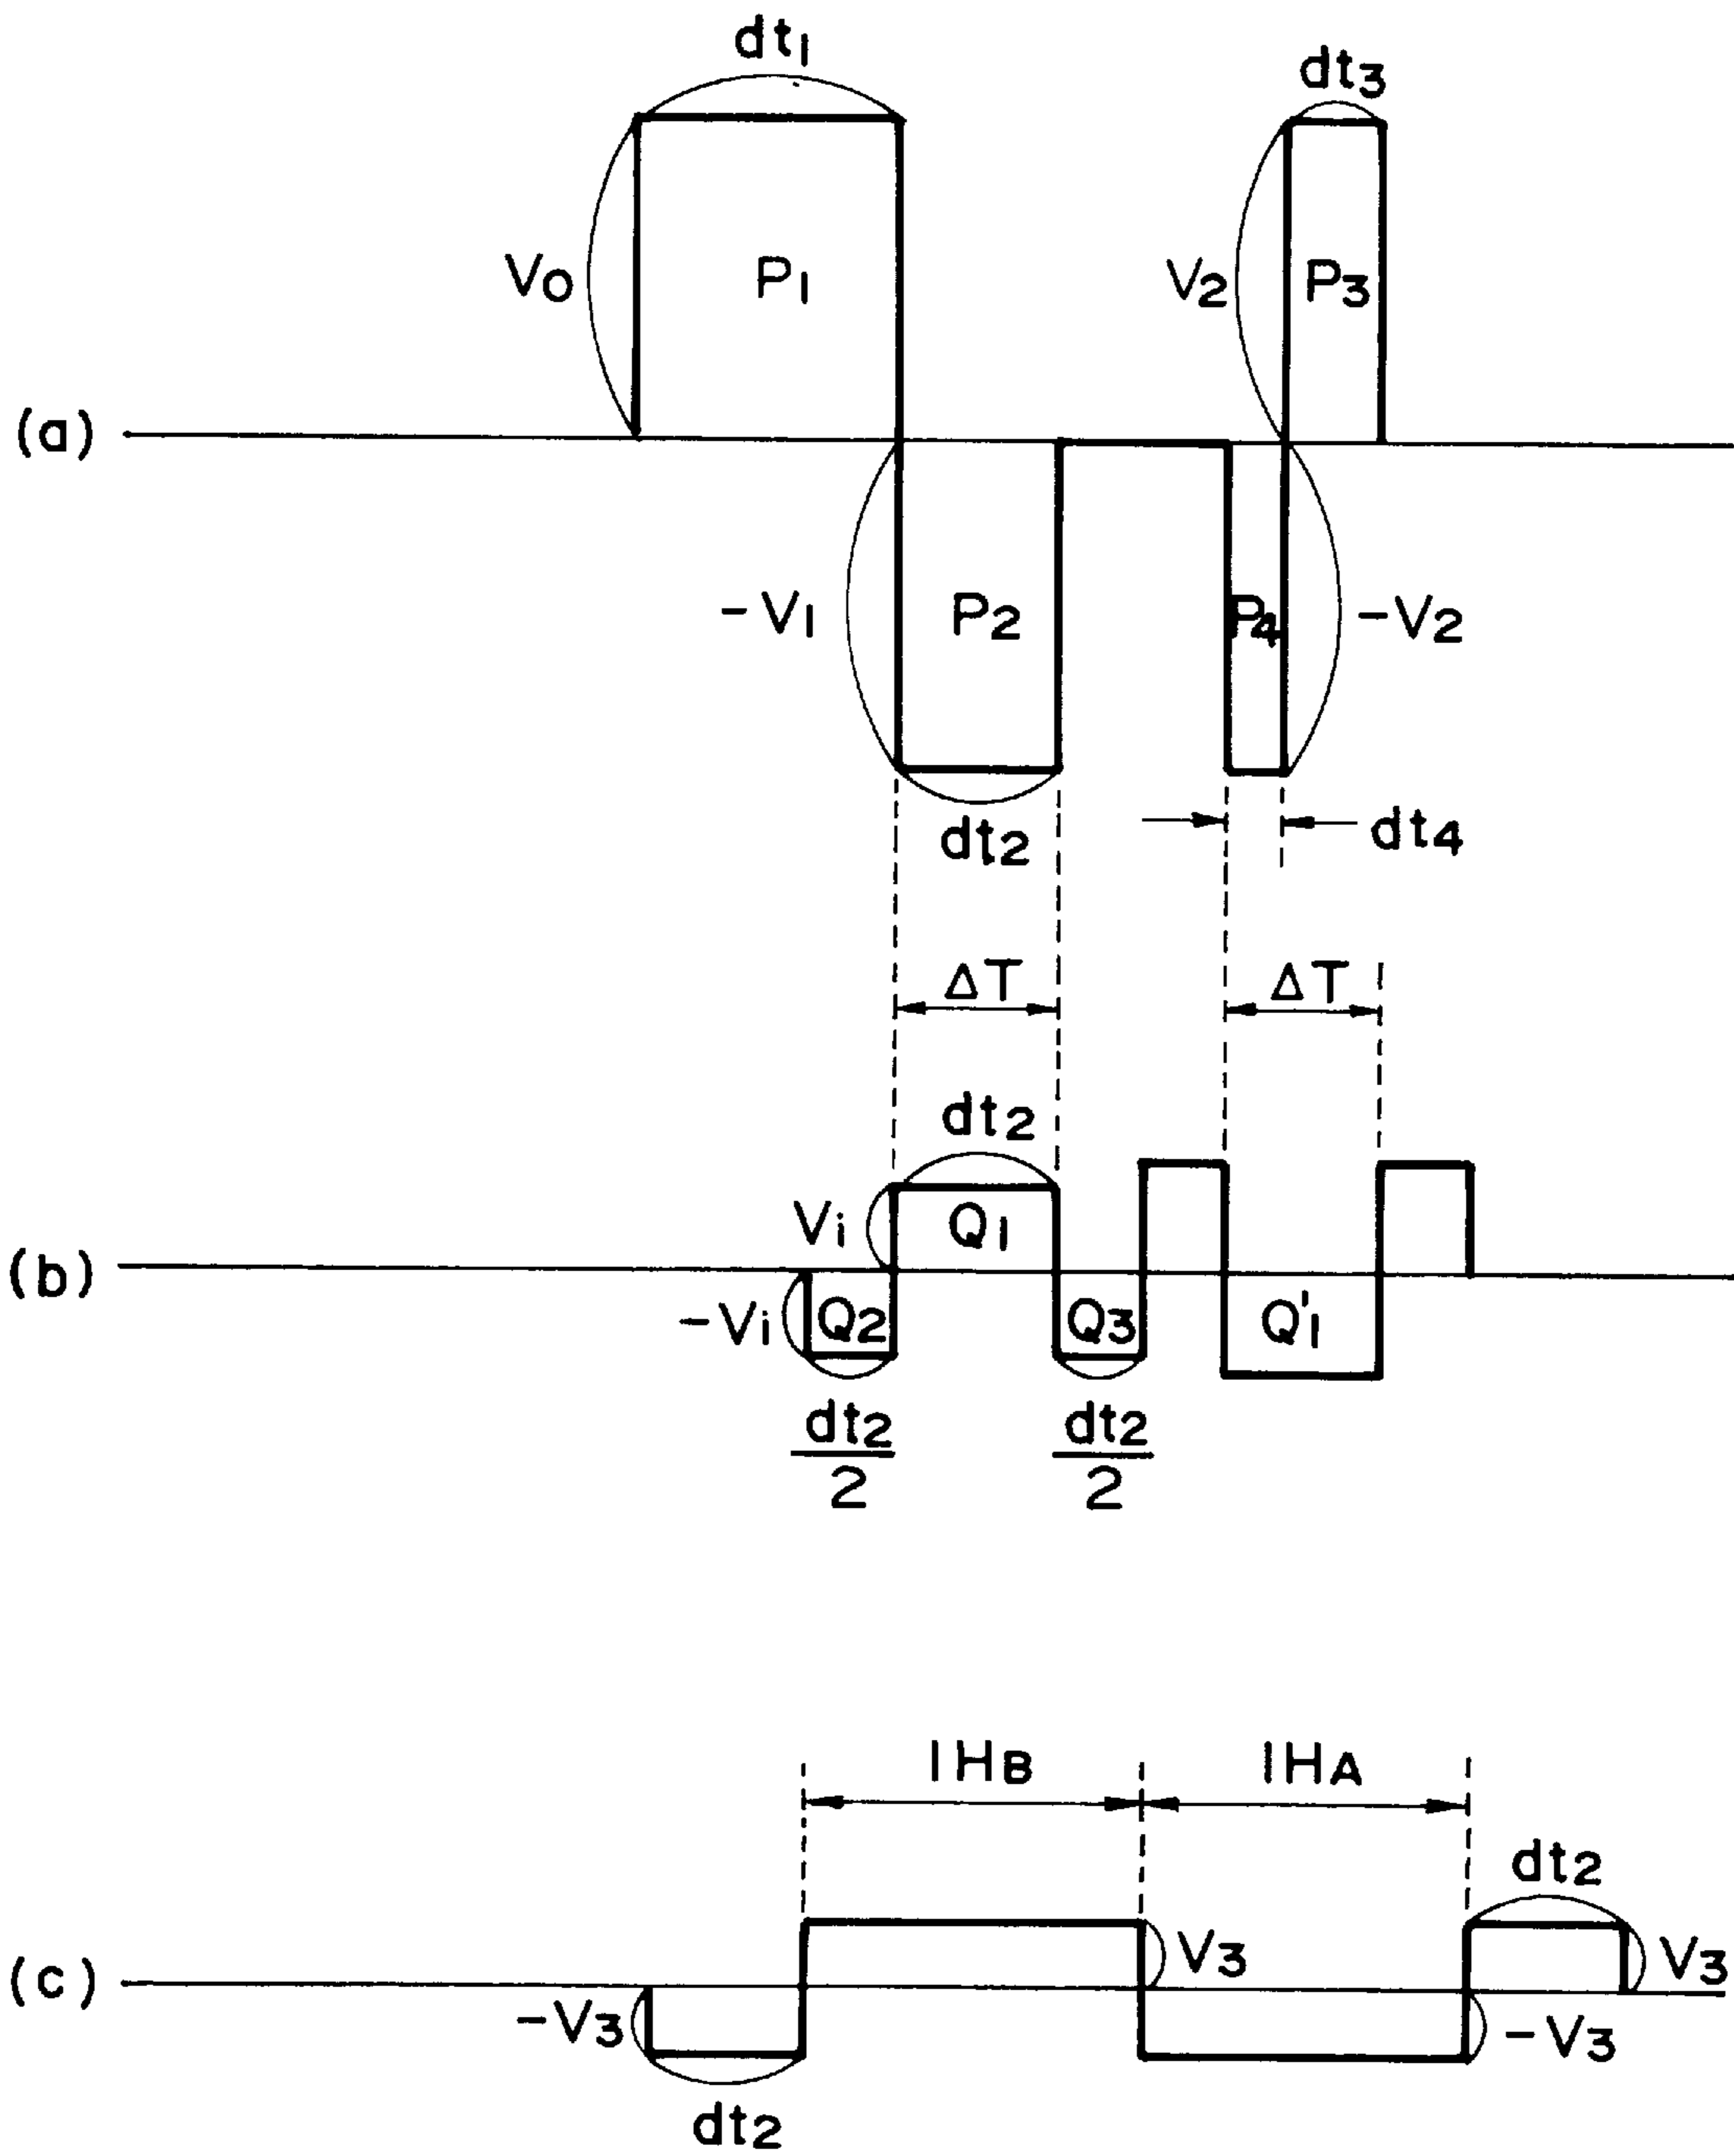 dt1
dt3
V0
P1
V2
P3
(a)
-V1
P2
P4
-V2
dt2
dt4
ΔT
ΔT
dt2
Vi
Q1
(b)
-Vi
Q2
Q3
Q'1
dt2
2
dt2
2
1HB
1HA
dt2
V3
V3
(c)
-V3
-V3
dt2